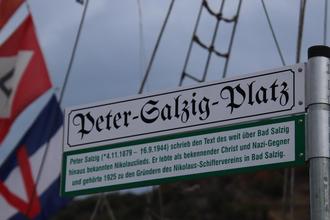 Peter-Salzig-Platz
Peter Salzig (*4.11.1879 – †6.9.1944) schrieb den Text des weit über Bad Salzig
hinaus bekannten Nikolausliedes. Er lebte als bekennender Christ und Nazi-Gegner
und gehörte 1925 zu den Gründern des Nikolaus-Schiffervereins in Bad Salzig.